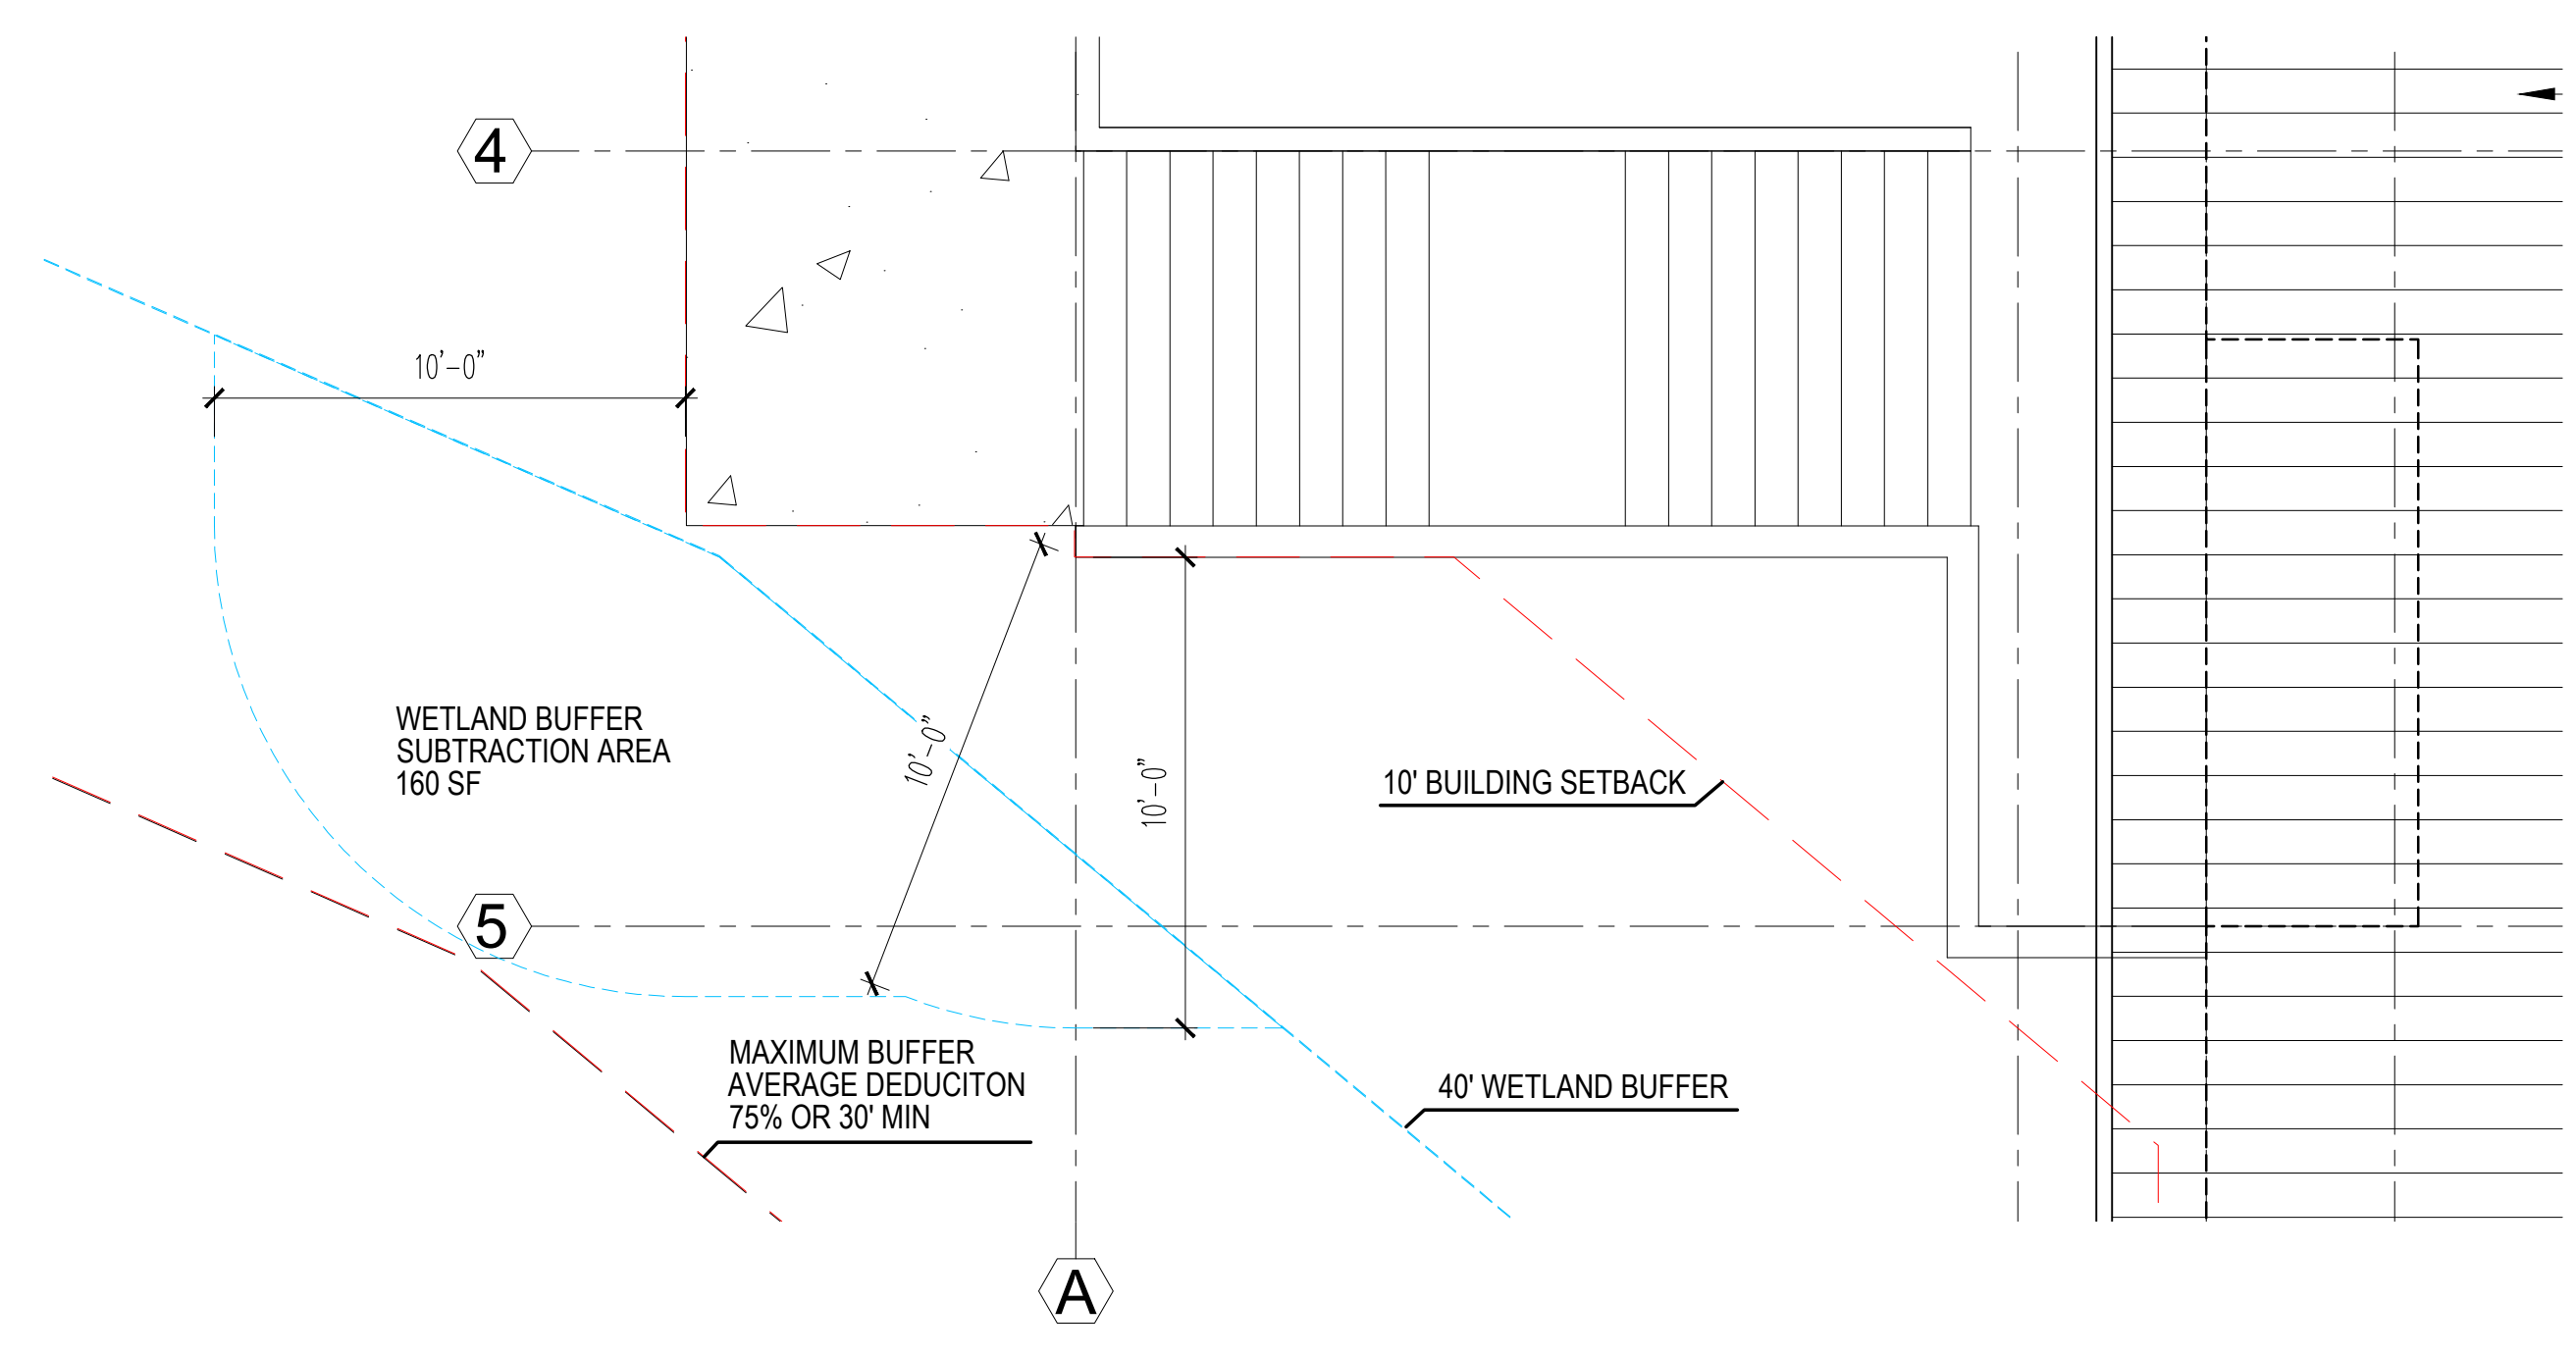 4
10’-0”
WETLAND BUFFER
SUBTRACTION AREA
160 SF
10’-0”
10’-0”
10' BUILDING SETBACK
5
MAXIMUM BUFFER
AVERAGE DEDUCITON
75% OR 30' MIN
40' WETLAND BUFFER
A